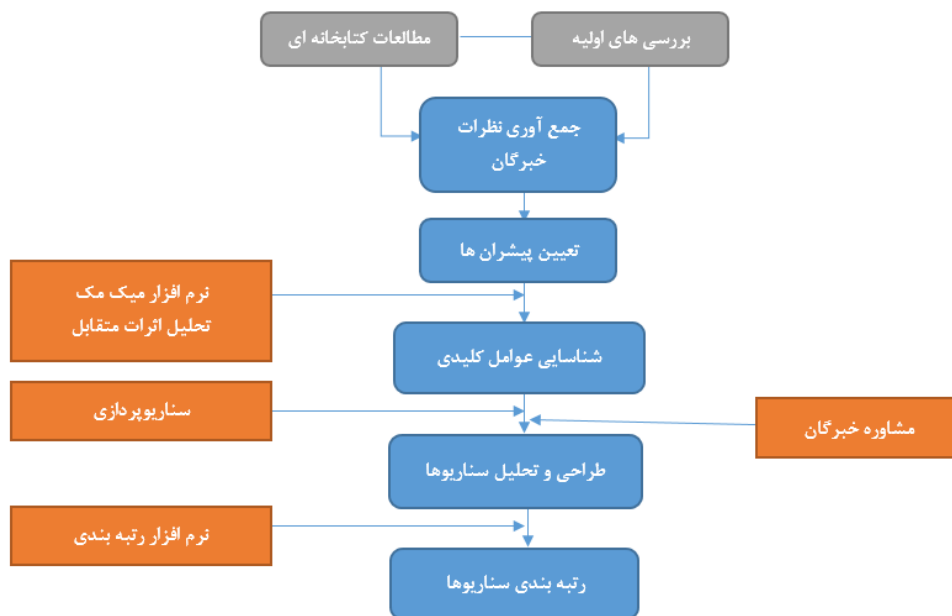 بررسی های اولیه
مطالعات کتابخانه ای
جمع آوری نظرات
خبرگان
تعیین پیشران ها
نرم افزار میک مک
تحلیل اثرات متقابل
شناسایی عوامل کلیدی
سناریوپردازی
مشاوره خبرگان
طراحی و تحلیل سناریوها
نرم افزار رتبه بندی
رتبه بندی سناریوها